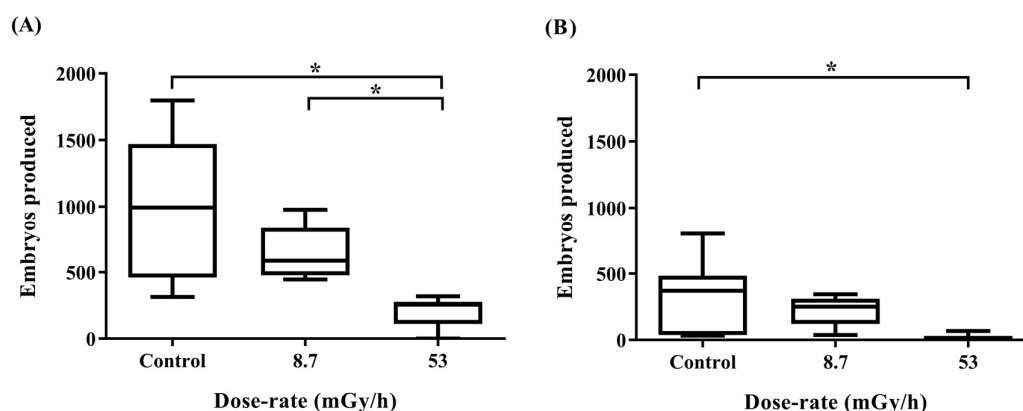 (A)
*
*
2000
1500
1000
500
0
Embryos produced
Control 8.7 53
Dose-rate (mGy/h)
(B)
*
2000
1500
1000
500
0
Embryos produced
Control 8.7 53
Dose-rate (mGy/h)